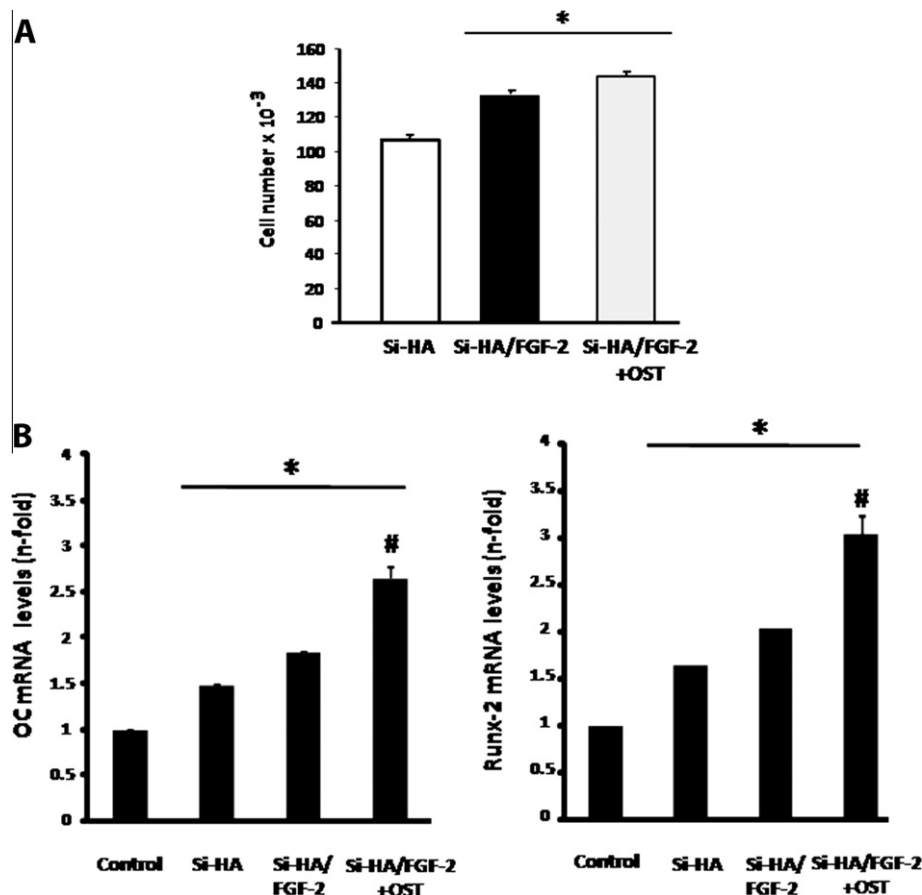 A
*
Cell number x 10⁻³
160
140
120
100
80
60
40
20
0
Si-HA
Si-HA/FGF-2
Si-HA/FGF-2
+OST
B
*
#
OC mRNA levels (n-fold)
4
3.5
3
2.5
2
1.5
1
0.5
0
Control
Si-HA
Si-HA/
FGF-2
Si-HA/FGF-2
+OST
*
#
Runx-2 mRNA levels (n-fold)
4
3.5
3
2.5
2
1.5
1
0.5
0
Control
Si-HA
Si-HA/
FGF-2
Si-HA/FGF-2
+OST